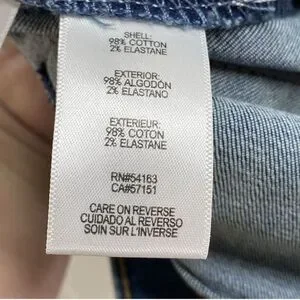 SHELL:
98% COTTON
2% ELASTANE
EXTERIOR:
98% ALGODÓN
2% ELASTANO
EXTERIEUR:
98% COTON
2% ELASTANE
RN#54163
CA#57151
CARE ON REVERSE
CUIDADO AL REVERSO
SOIN SUR L'INVERSE